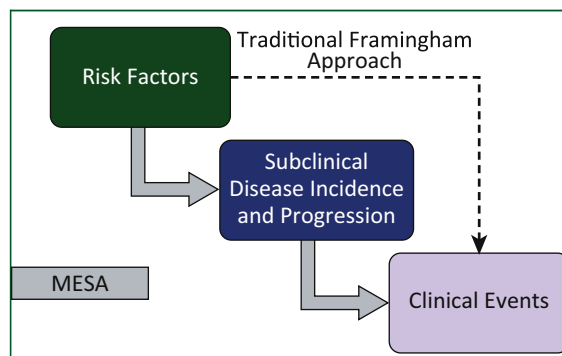 Traditional Framingham
Approach
Risk Factors
Subclinical
Disease Incidence
and Progression
MESA
Clinical Events